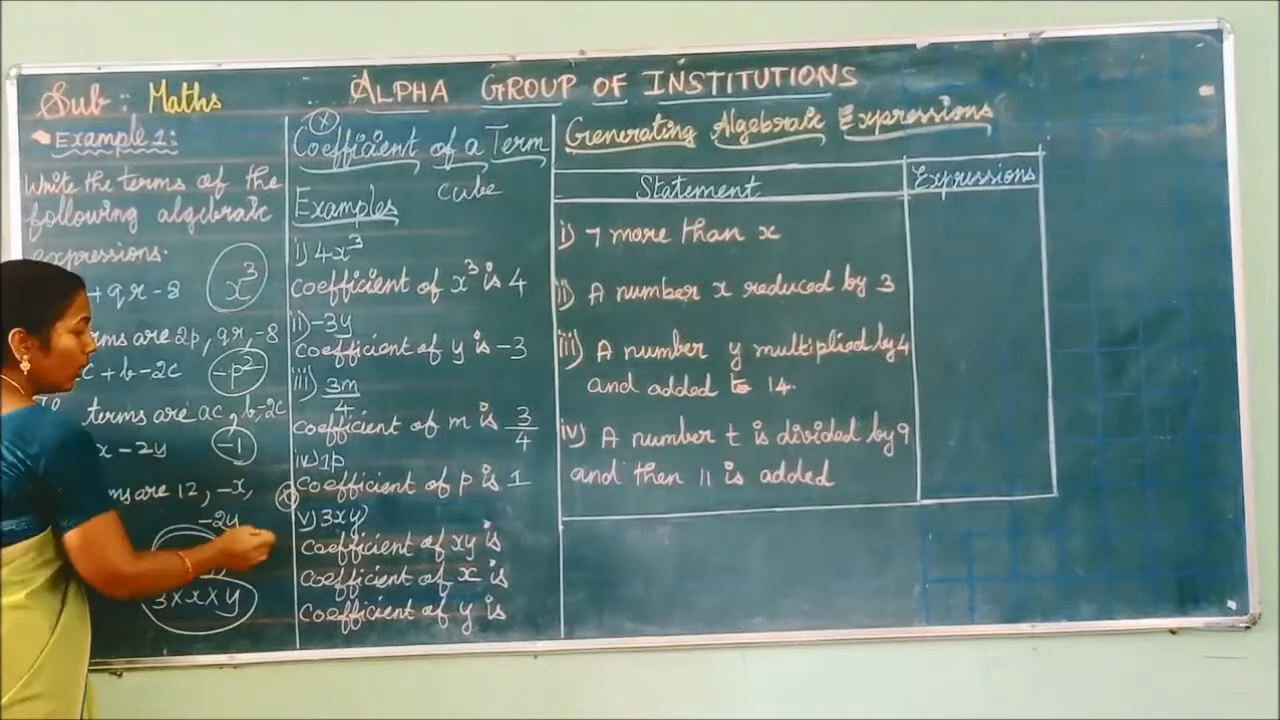 Sub: Maths
ALPHA GROUP OF INSTITUTIONS
Example 1:
Write the terms of the
following algebraic
expressions.
+ qr - 8
x³
terms are 2p, qr, -8
c + b - 2c
-p²
terms are ac, b, -2c
x - 2y
-1
are 12, -x,
-2y
3 × x × y
(x)
Coefficient of a Term
cube
Examples
i) 4x³
coefficient of x³ is 4
ii) -3y
coefficient of y is -3
iii) 3m/4
coefficient of m is 3/4
iv) 1p
coefficient of p is 1
v) 3xy
coefficient of xy is
coefficient of x is
coefficient of y is
Generating Algebraic Expressions
Statement
Expressions
i) 7 more than x
ii) A number x reduced by 3
iii) A number y multiplied by 4
and added to 14.
iv) A number t is divided by 9
and then 11 is added